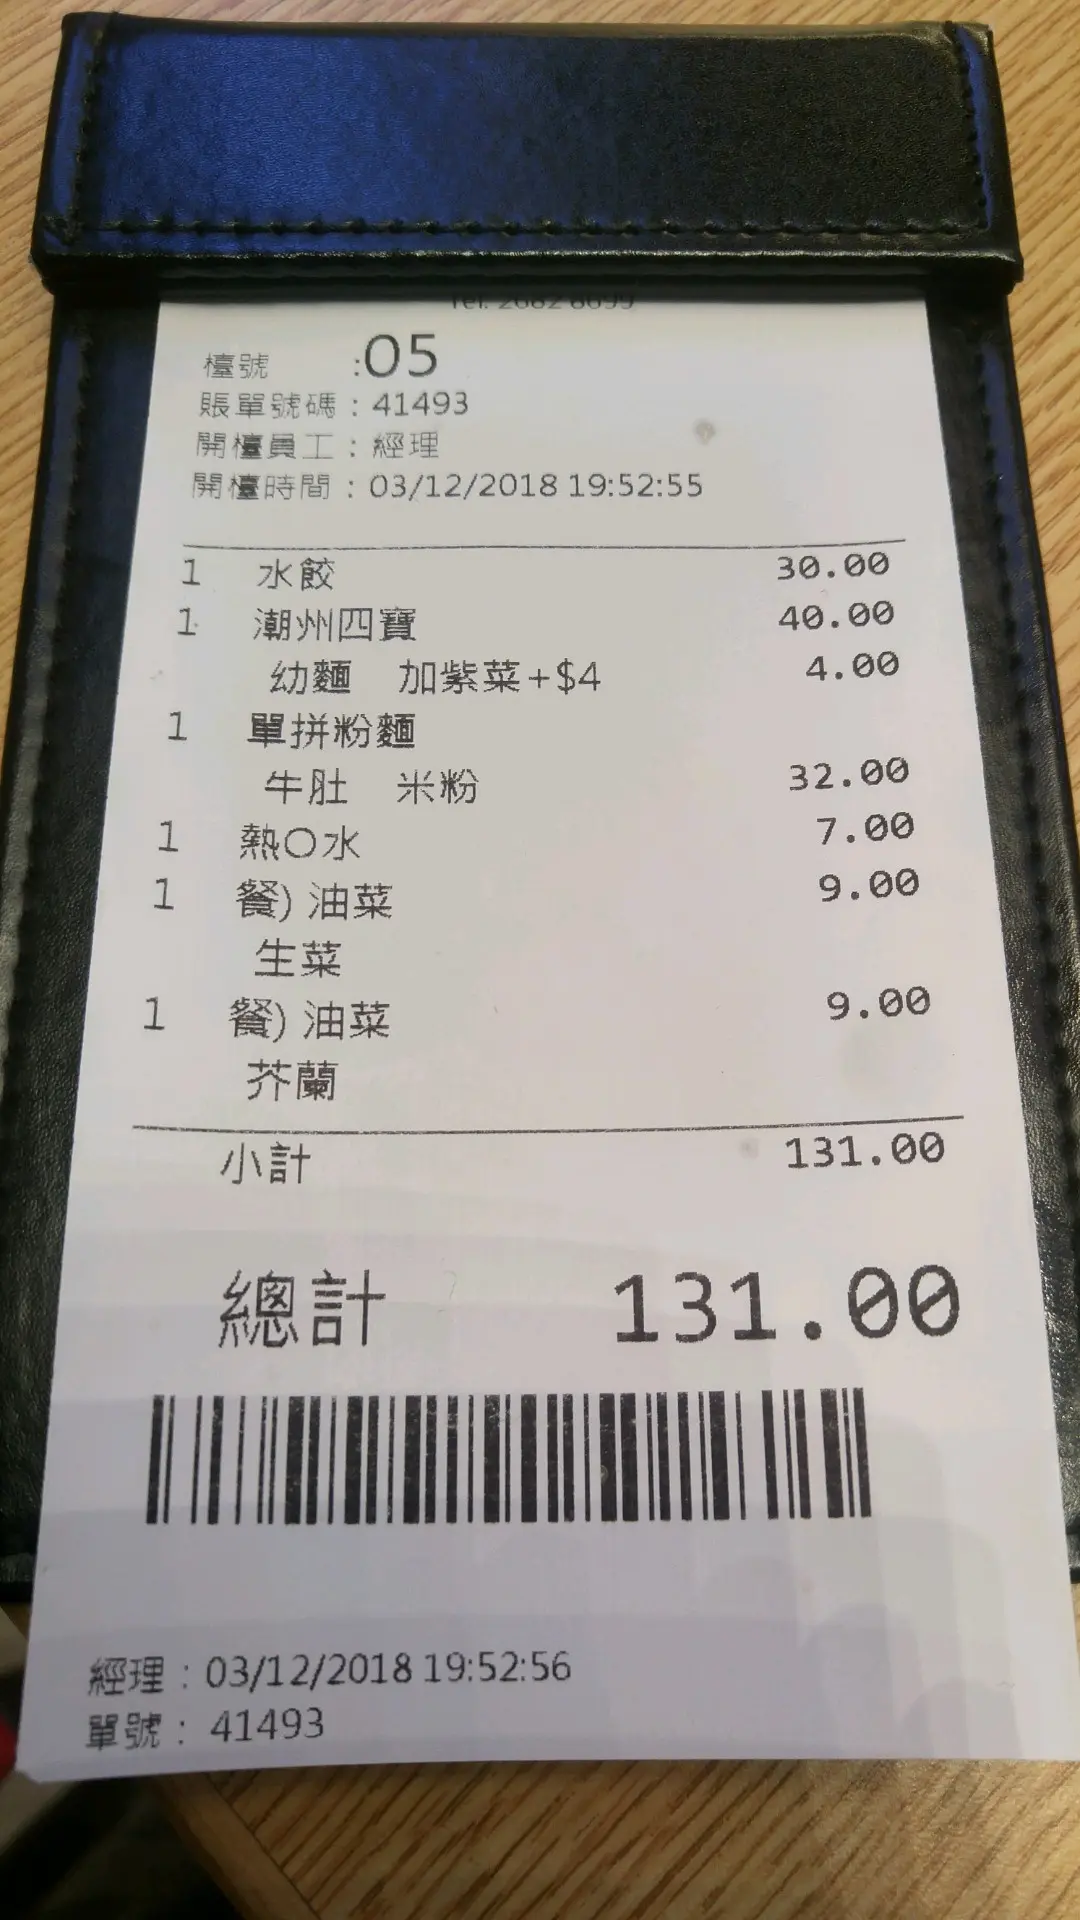 Tel: 2682 8699
檯號 :05
賬單號碼 : 41493
開檯員工 : 經理
開檯時間 : 03/12/2018 19:52:55
1 水餃 30.00
1 潮州四寶 40.00
幼麵 加紫菜+$4 4.00
1 單拼粉麵
牛肚 米粉 32.00
1 熱〇水 7.00
1 餐) 油菜 9.00
生菜
1 餐) 油菜 9.00
芥蘭
小計 131.00
總計 131.00
經理 : 03/12/2018 19:52:56
單號 : 41493